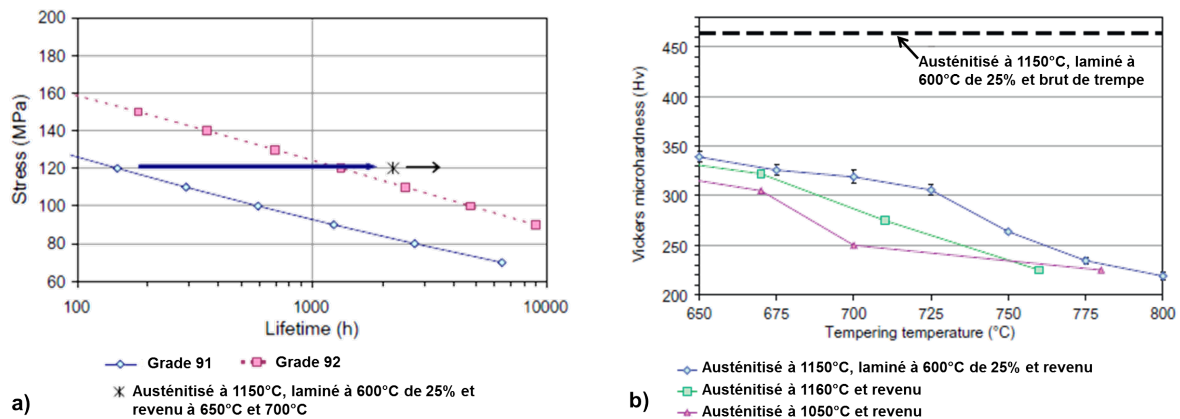 200
180
160
140
120
100
80
60
Stress (MPa)
100
1000
10000
Lifetime (h)
Grade 91
Grade 92
Austénitisé à 1150°C, laminé à 600°C de 25% et
revenu à 650°C et 700°C
a)
450
400
350
300
250
200
Vickers microhardness (Hv)
Austénitisé à 1150°C, laminé à
600°C de 25% et brut de trempe
650
675
700
725
750
775
800
Tempering temperature (°C)
Austénitisé à 1150°C, laminé à 600°C de 25% et revenu
Austénitisé à 1160°C et revenu
Austénitisé à 1050°C et revenu
b)